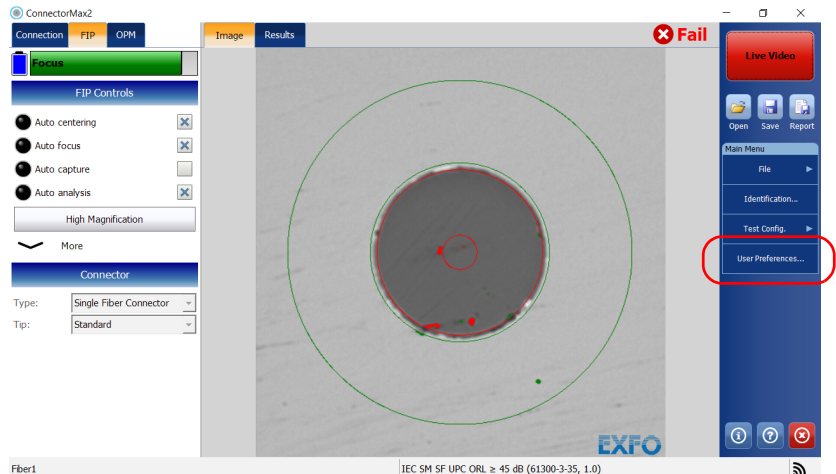 ConnectorMax2
Connection FIP OPM
Focus
FIP Controls
Auto centering
Auto focus
Auto capture
Auto analysis
High Magnification
More
Connector
Type: Single Fiber Connector
Tip: Standard
Image Results
Fail
EXFO
Live Video
Open Save Report
Main Menu
File
Identification...
Test Config.
User Preferences...
Fiber1
IEC SM SF UPC ORL ≥ 45 dB (61300-3-35, 1.0)